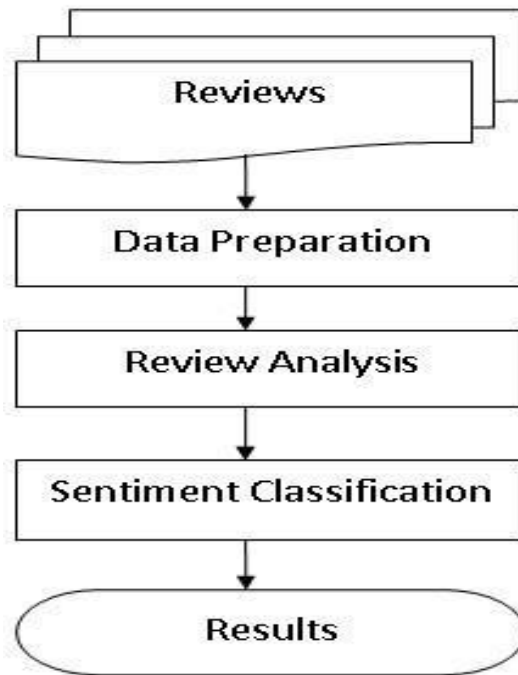 Reviews
Data Preparation
Review Analysis
Sentiment Classification
Results